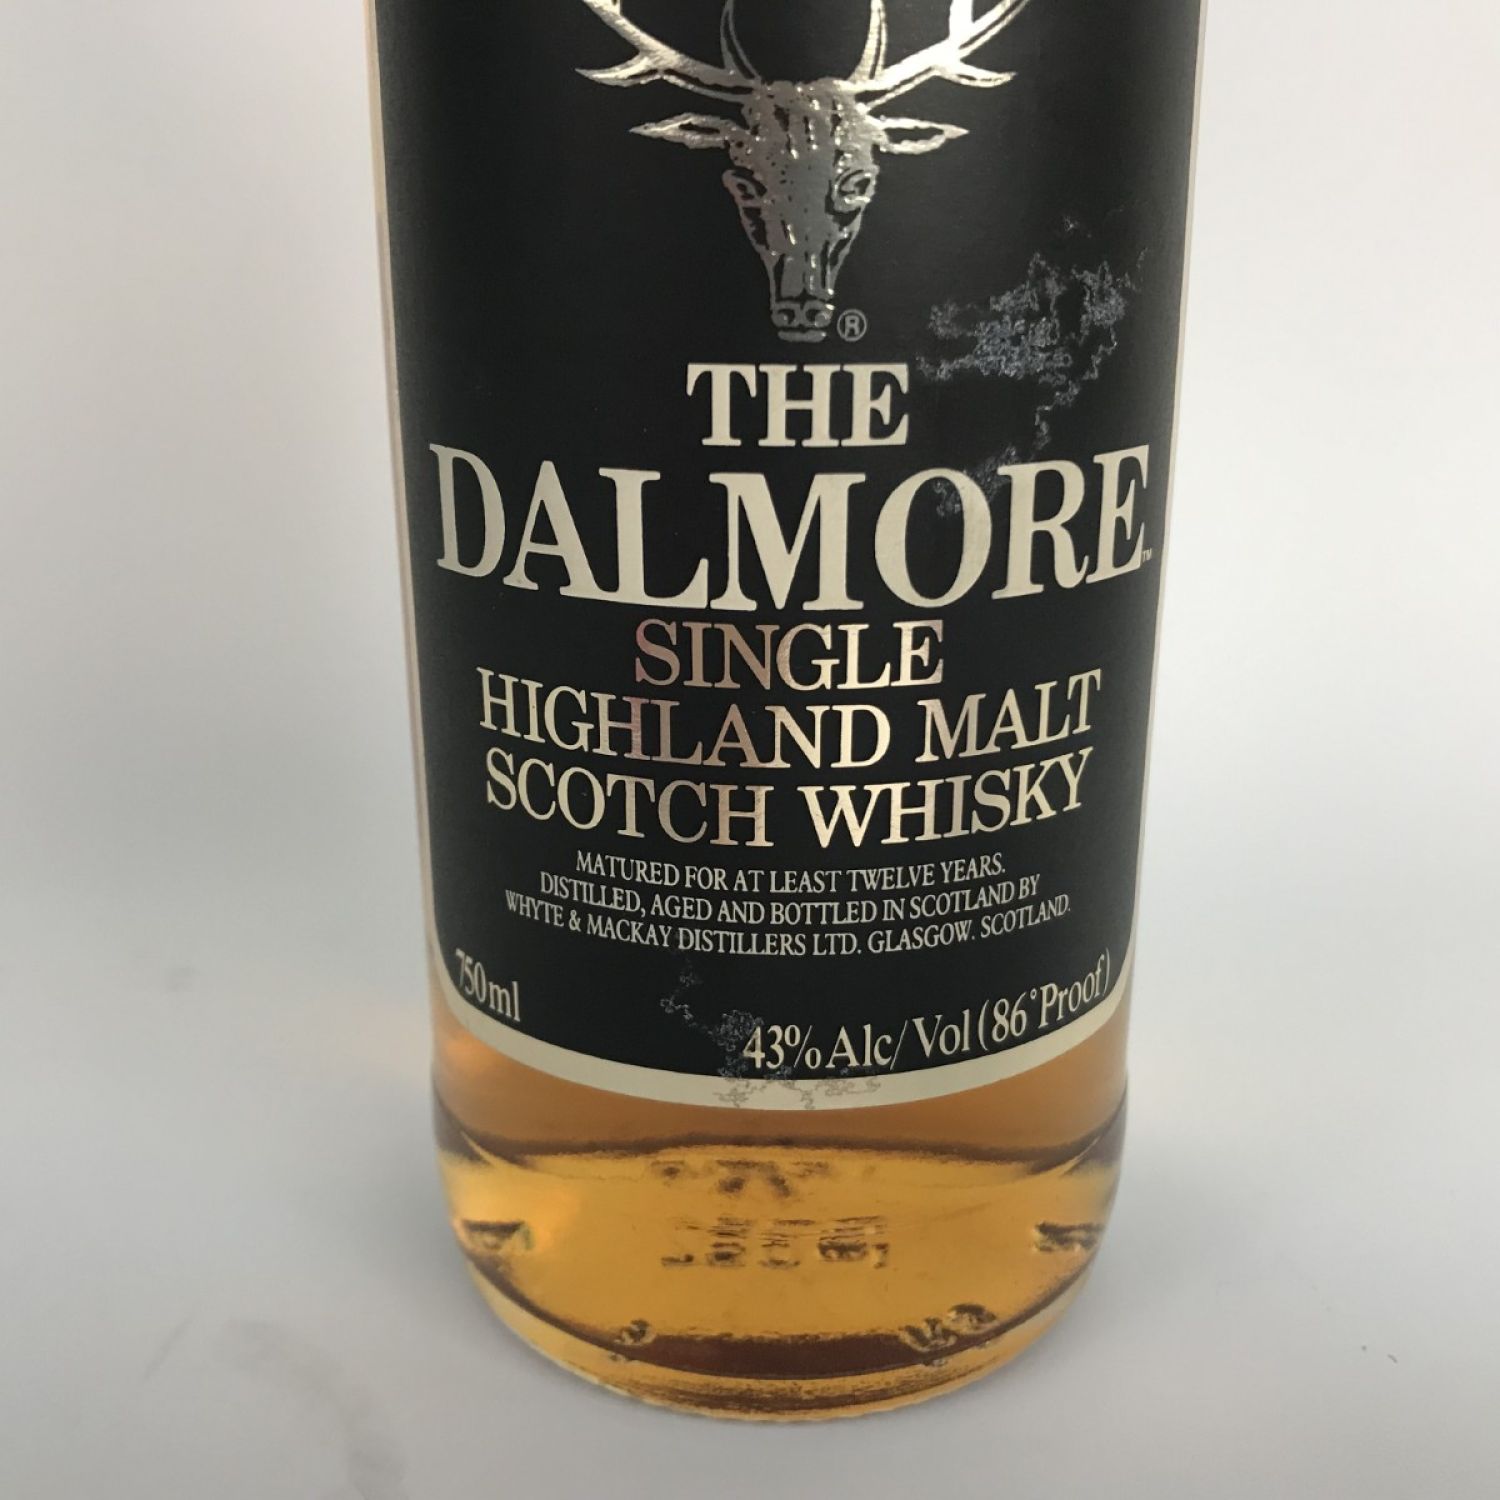 ®
THE
DALMORE™
SINGLE
HIGHLAND MALT
SCOTCH WHISKY
MATURED FOR AT LEAST TWELVE YEARS.
DISTILLED, AGED AND BOTTLED IN SCOTLAND BY
WHYTE & MACKAY DISTILLERS LTD. GLASGOW. SCOTLAND.
750ml
43% Alc/Vol (86° Proof)